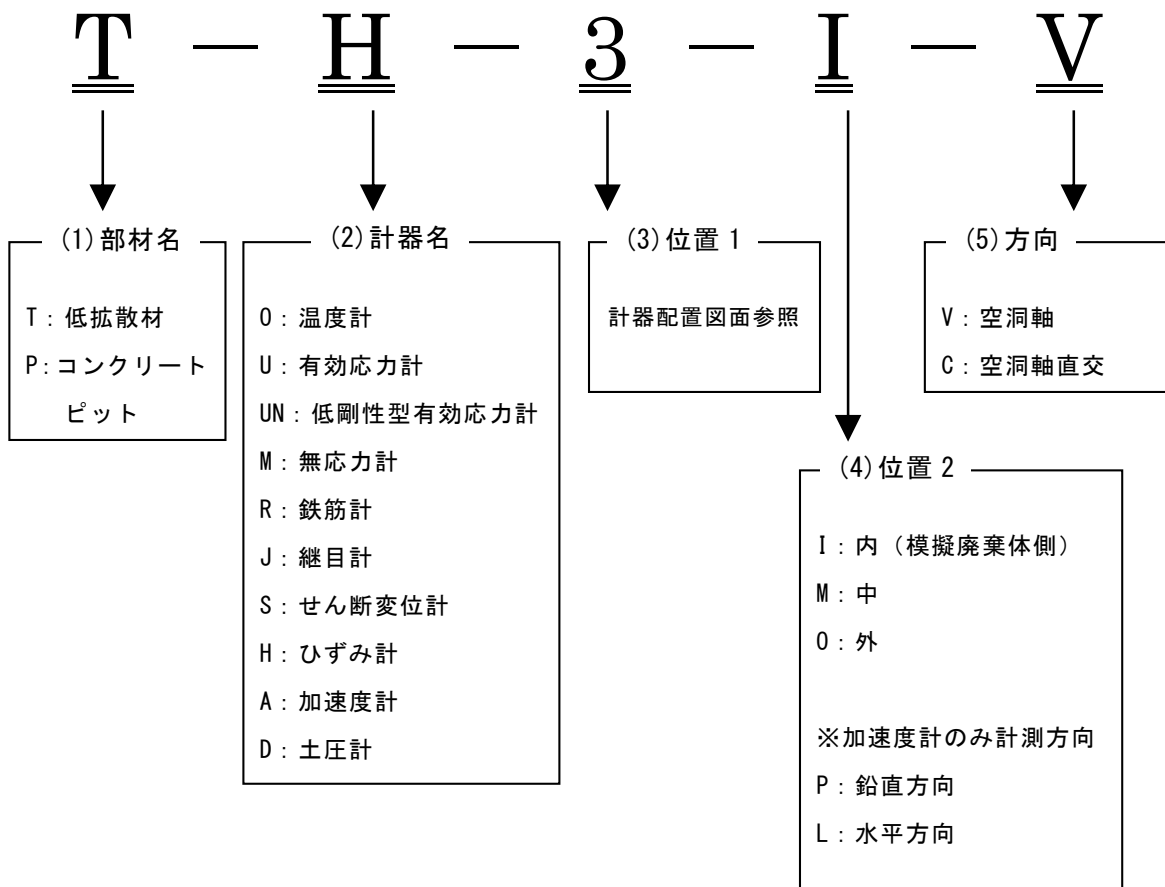 T — H — 3 — I — V
(1)部材名
T：低拡散材
P：コンクリート
ピット
(2)計器名
O：温度計
U：有効応力計
UN：低剛性型有効応力計
M：無応力計
R：鉄筋計
J：継目計
S：せん断変位計
H：ひずみ計
A：加速度計
D：土圧計
(3)位置 1
計器配置図面参照
(4)位置 2
I：内（模擬廃棄体側）
M：中
O：外
※加速度計のみ計測方向
P：鉛直方向
L：水平方向
(5)方向
V：空洞軸
C：空洞軸直交